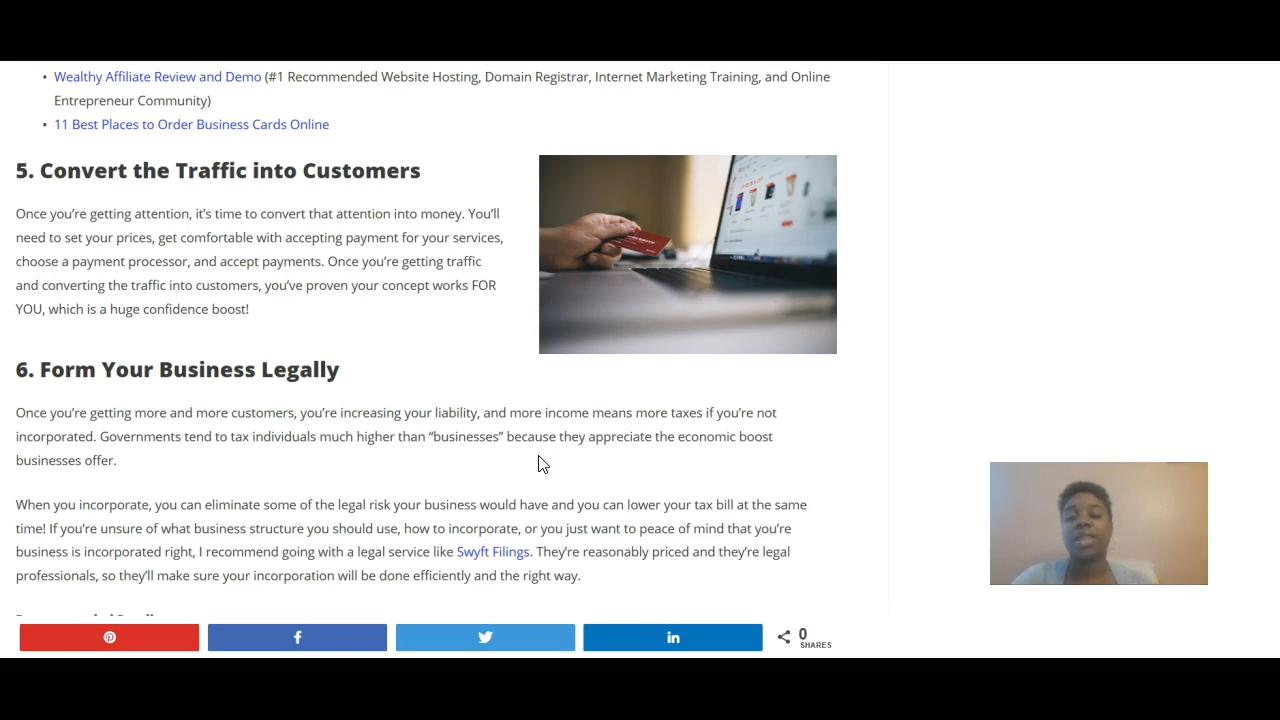 • Wealthy Affiliate Review and Demo (#1 Recommended Website Hosting, Domain Registrar, Internet Marketing Training, and Online
Entrepreneur Community)
• 11 Best Places to Order Business Cards Online
5. Convert the Traffic into Customers
Once you’re getting attention, it’s time to convert that attention into money. You’ll
need to set your prices, get comfortable with accepting payment for your services,
choose a payment processor, and accept payments. Once you’re getting traffic
and converting the traffic into customers, you’ve proven your concept works FOR
YOU, which is a huge confidence boost!
6. Form Your Business Legally
Once you’re getting more and more customers, you’re increasing your liability, and more income means more taxes if you’re not
incorporated. Governments tend to tax individuals much higher than “businesses” because they appreciate the economic boost
businesses offer.
When you incorporate, you can eliminate some of the legal risk your business would have and you can lower your tax bill at the same
time! If you’re unsure of what business structure you should use, how to incorporate, or you just want to peace of mind that you’re
business is incorporated right, I recommend going with a legal service like Swyft Filings. They’re reasonably priced and they’re legal
professionals, so they’ll make sure your incorporation will be done efficiently and the right way.
0
SHARES